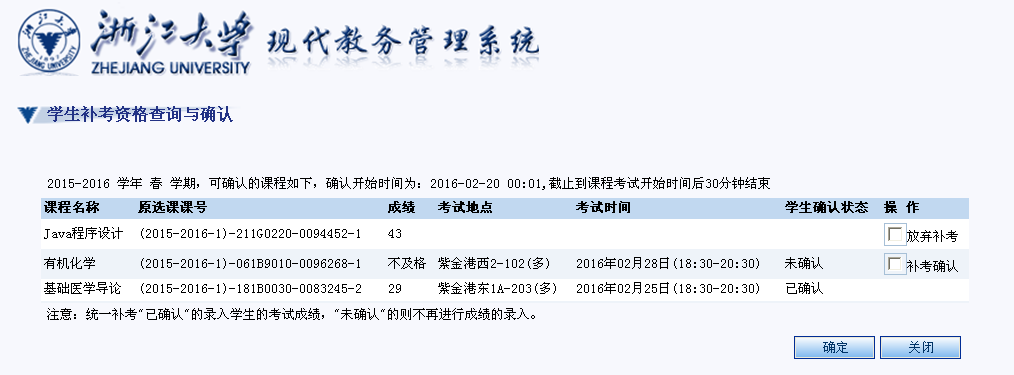 浙江大学 现代教务管理系统
ZHEJIANG UNIVERSITY
学生补考资格查询与确认
2015-2016 学年 春 学期，可确认的课程如下，确认开始时间为：2016-02-20 00:01,截止到课程考试开始时间后30分钟结束
课程名称 原选课课号 成绩 考试地点 考试时间 学生确认状态 操 作
Java程序设计 (2015-2016-1)-211G0220-0094452-1 43 放弃补考
有机化学 (2015-2016-1)-061B9010-0096268-1 不及格 紫金港西2-102(多) 2016年02月28日(18:30-20:30) 未确认 补考确认
基础医学导论 (2015-2016-1)-181B0030-0083245-2 29 紫金港东1A-203(多) 2016年02月25日(18:30-20:30) 已确认
注意：统一补考"已确认"的录入学生的考试成绩，"未确认"的则不再进行成绩的录入。
确定 关闭